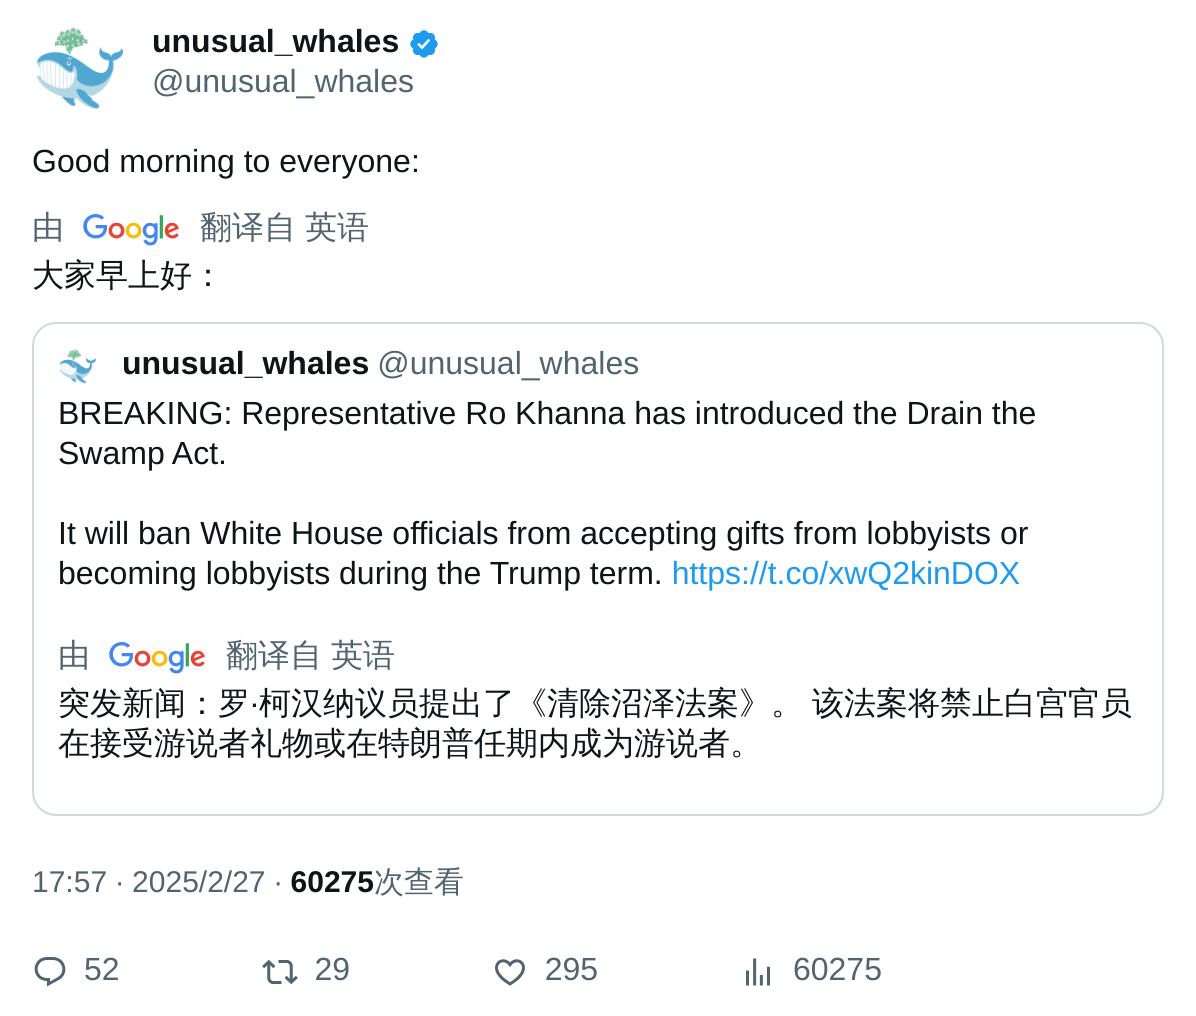 unusual_whales
@unusual_whales
Good morning to everyone:
由 Google 翻译自 英语
大家早上好：
unusual_whales @unusual_whales
BREAKING: Representative Ro Khanna has introduced the Drain the
Swamp Act.
It will ban White House officials from accepting gifts from lobbyists or
becoming lobbyists during the Trump term. https://t.co/xwQ2kinDOX
由 Google 翻译自 英语
突发新闻：罗·柯汉纳议员提出了《清除沼泽法案》。 该法案将禁止白宫官员
在接受游说者礼物或在特朗普任期内成为游说者。
17:57 · 2025/2/27 · 60275次查看
52 29 295 60275